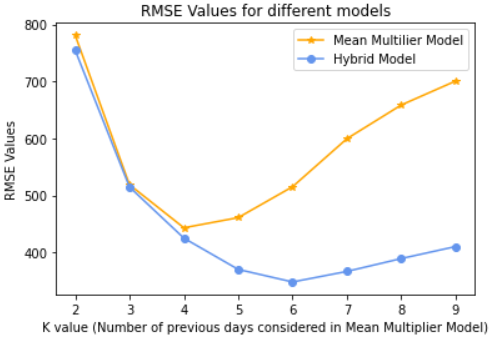 RMSE Values for different models
Mean Multilier Model
Hybrid Model
RMSE Values
800
700
600
500
400
2 3 4 5 6 7 8 9
K value (Number of previous days considered in Mean Multiplier Model)